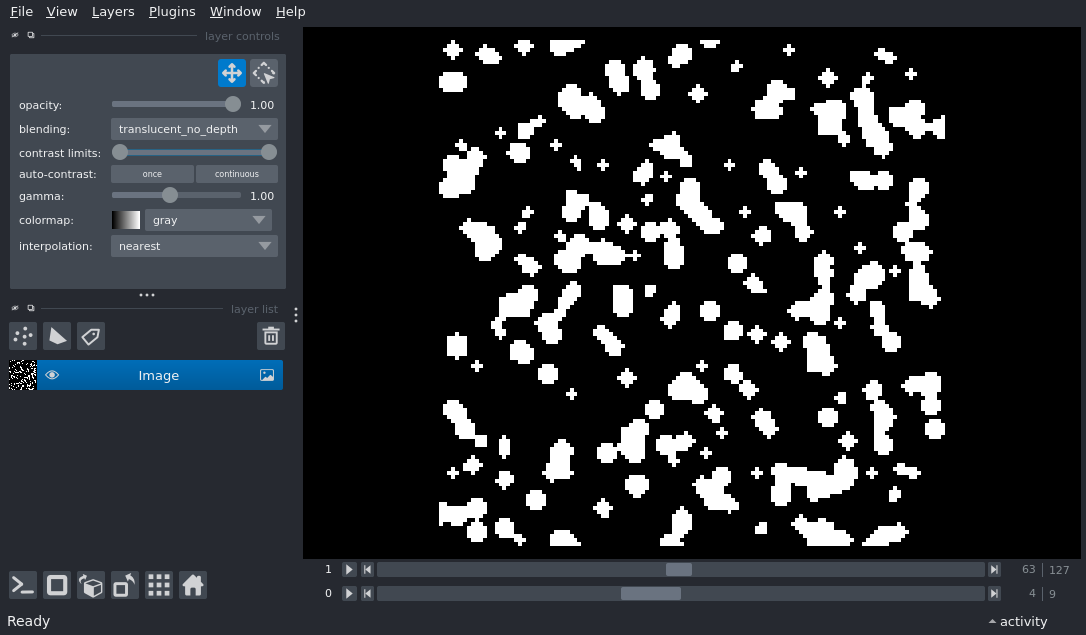 File View Layers Plugins Window Help
layer controls
opacity: 1.00
blending: translucent_no_depth
contrast limits:
auto-contrast: once continuous
gamma: 1.00
colormap: gray
interpolation: nearest
layer list
Image
1 63 127
0 4 9
Ready activity